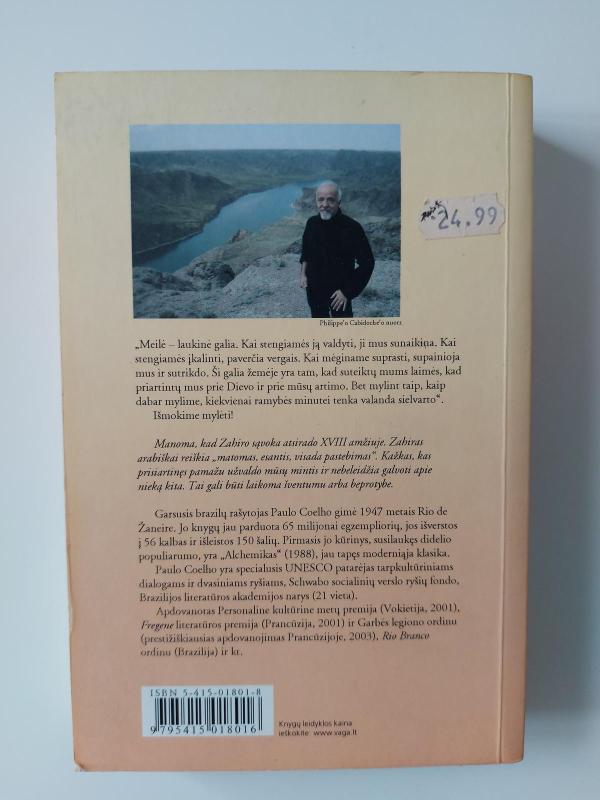 24.99
Philippe'o Cabidoche'o nuotr.
„Meilė – laukinė galia. Kai stengiamės ją valdyti, ji mus sunaikina. Kai
stengiamės įkalinti, paverčia vergais. Kai mėginame suprasti, supainioja
mus ir sutrikdo. Ši galia žemėje yra tam, kad suteiktų mums laimės, kad
priartintų mus prie Dievo ir prie mūsų artimo. Bet mylint taip, kaip
dabar mylime, kiekvienai ramybės minutei tenka valanda sielvarto“.
Išmokime mylėti!
Manoma, kad Zahiro sąvoka atsirado XVIII amžiuje. Zahiras
arabiškai reiškia „matomas, esantis, visada pastebimas“. Kažkas, kas
prisiartinęs pamažu užvaldo mūsų mintis ir nebeleidžia galvoti apie
nieką kita. Tai gali būti laikoma šventumu arba beprotybe.
Garsusis brazilų rašytojas Paulo Coelho gimė 1947 metais Rio de
Žaneire. Jo knygų jau parduota 65 milijonai egzempliorių, jos išverstos
į 56 kalbas ir išleistos 150 šalių. Pirmasis jo kūrinys, susilaukęs didelio
populiarumo, yra „Alchemikas“ (1988), jau tapęs moderniąja klasika.
Paulo Coelho yra specialusis UNESCO patarėjas tarpkultūriniams
dialogams ir dvasiniams ryšiams, Schwabo socialinių verslo ryšių fondo,
Brazilijos literatūros akademijos narys (21 vieta).
Apdovanotas Personaline kultūrine metų premija (Vokietija, 2001),
Fregene literatūros premija (Prancūzija, 2001) ir Garbės legiono ordinu
(prestižiškiausias apdovanojimas Prancūzijoje, 2003), Rio Branco
ordinu (Brazilija) ir kt.
ISBN 5-415-01801-8
9 795415 018016
Knygų leidyklos kaina
ieškokite: www.vaga.lt